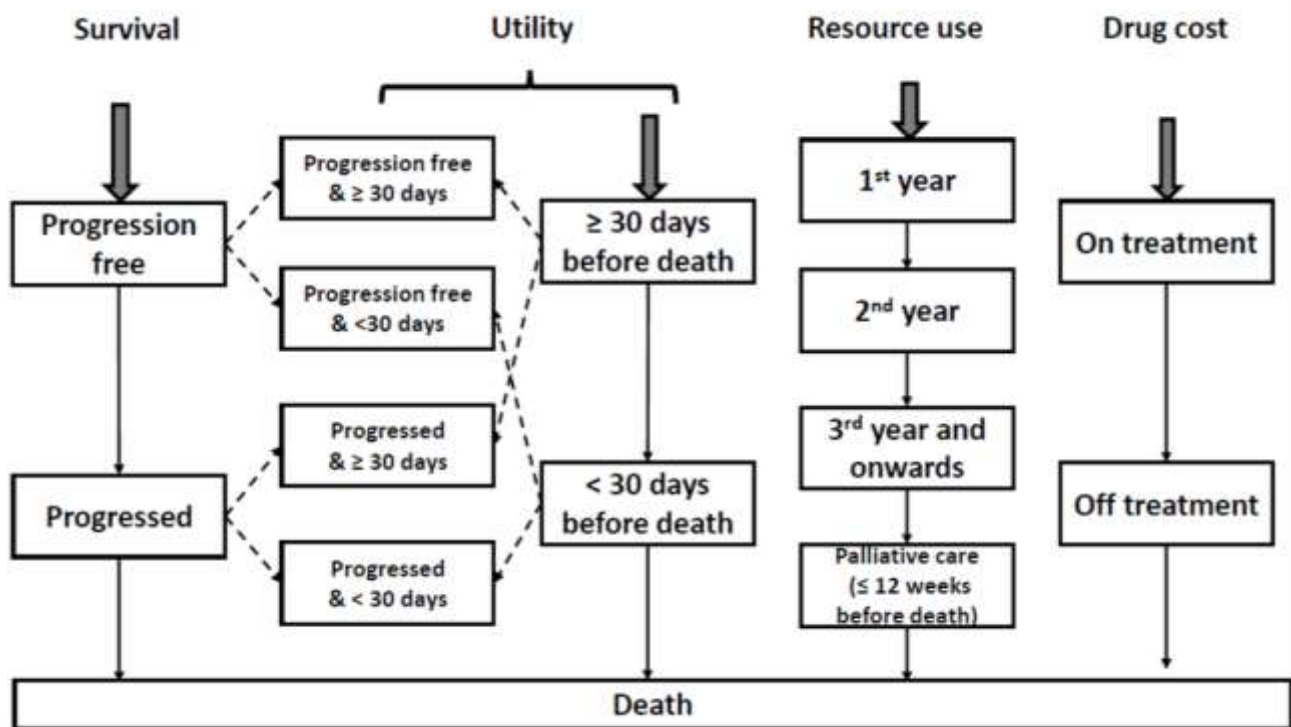 Survival
Utility
Resource use
Drug cost
Progression
free
Progressed
Progression free
& ≥ 30 days
Progression free
& <30 days
Progressed
& ≥ 30 days
Progressed
& < 30 days
≥ 30 days
before death
< 30 days
before death
1st year
2nd year
3rd year and
onwards
Palliative care
(≤ 12 weeks
before death)
On treatment
Off treatment
Death